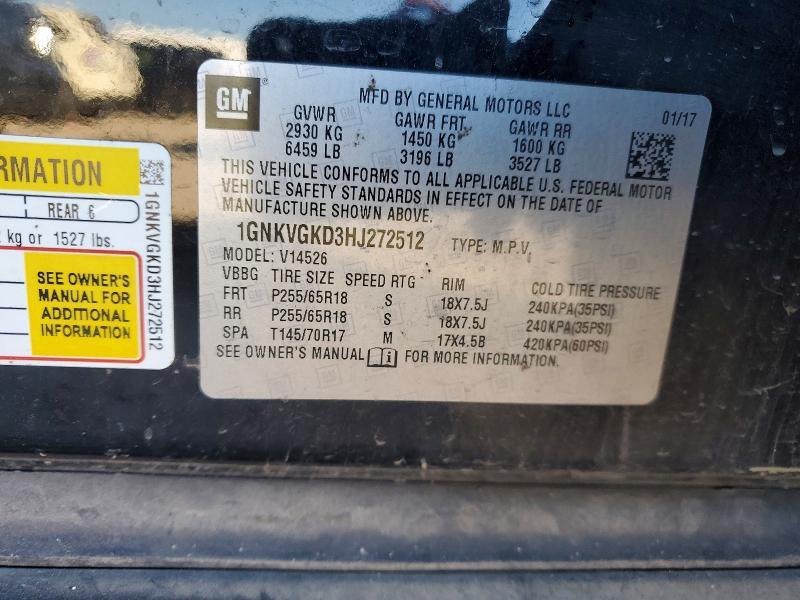 RMATION
REAR 6
kg or 1527 lbs.
SEE OWNER'S
MANUAL FOR
ADDITIONAL
INFORMATION
1GNKVGKD3HJ272512
GM
MFD BY GENERAL MOTORS LLC
01/17
GVWR GAWR FRT GAWR RR
2930 KG 1450 KG 1600 KG
6459 LB 3196 LB 3527 LB
THIS VEHICLE CONFORMS TO ALL APPLICABLE U.S. FEDERAL MOTOR
VEHICLE SAFETY STANDARDS IN EFFECT ON THE DATE OF
MANUFACTURE SHOWN ABOVE.
1GNKVGKD3HJ272512 TYPE: M.P.V.
MODEL: V14526
VBBG TIRE SIZE SPEED RTG RIM COLD TIRE PRESSURE
FRT P255/65R18 S 18X7.5J 240KPA(35PSI)
RR P255/65R18 S 18X7.5J 240KPA(35PSI)
SPA T145/70R17 M 17X4.5B 420KPA(60PSI)
SEE OWNER'S MANUAL FOR MORE INFORMATION.